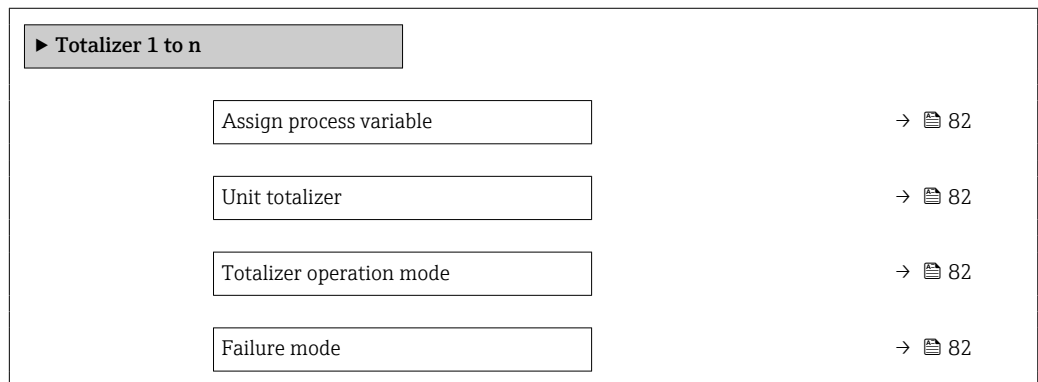 ▶ Totalizer 1 to n
Assign process variable → 🖹 82
Unit totalizer → 🖹 82
Totalizer operation mode → 🖹 82
Failure mode → 🖹 82